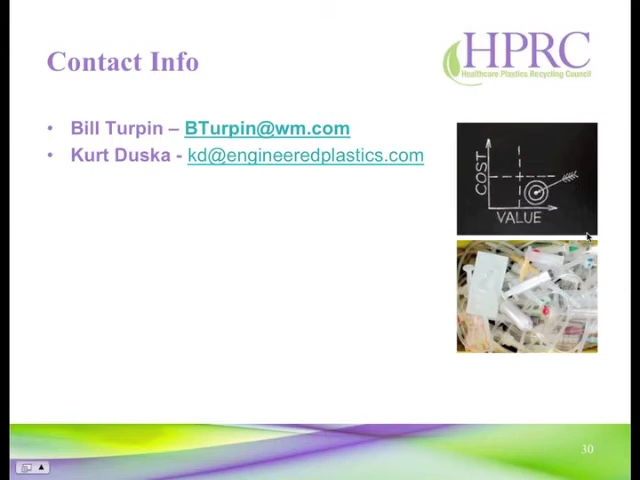 Contact Info
HPRC
Healthcare Plastics Recycling Council
• Bill Turpin – BTurpin@wm.com
• Kurt Duska - kd@engineeredplastics.com
COST
VALUE
30